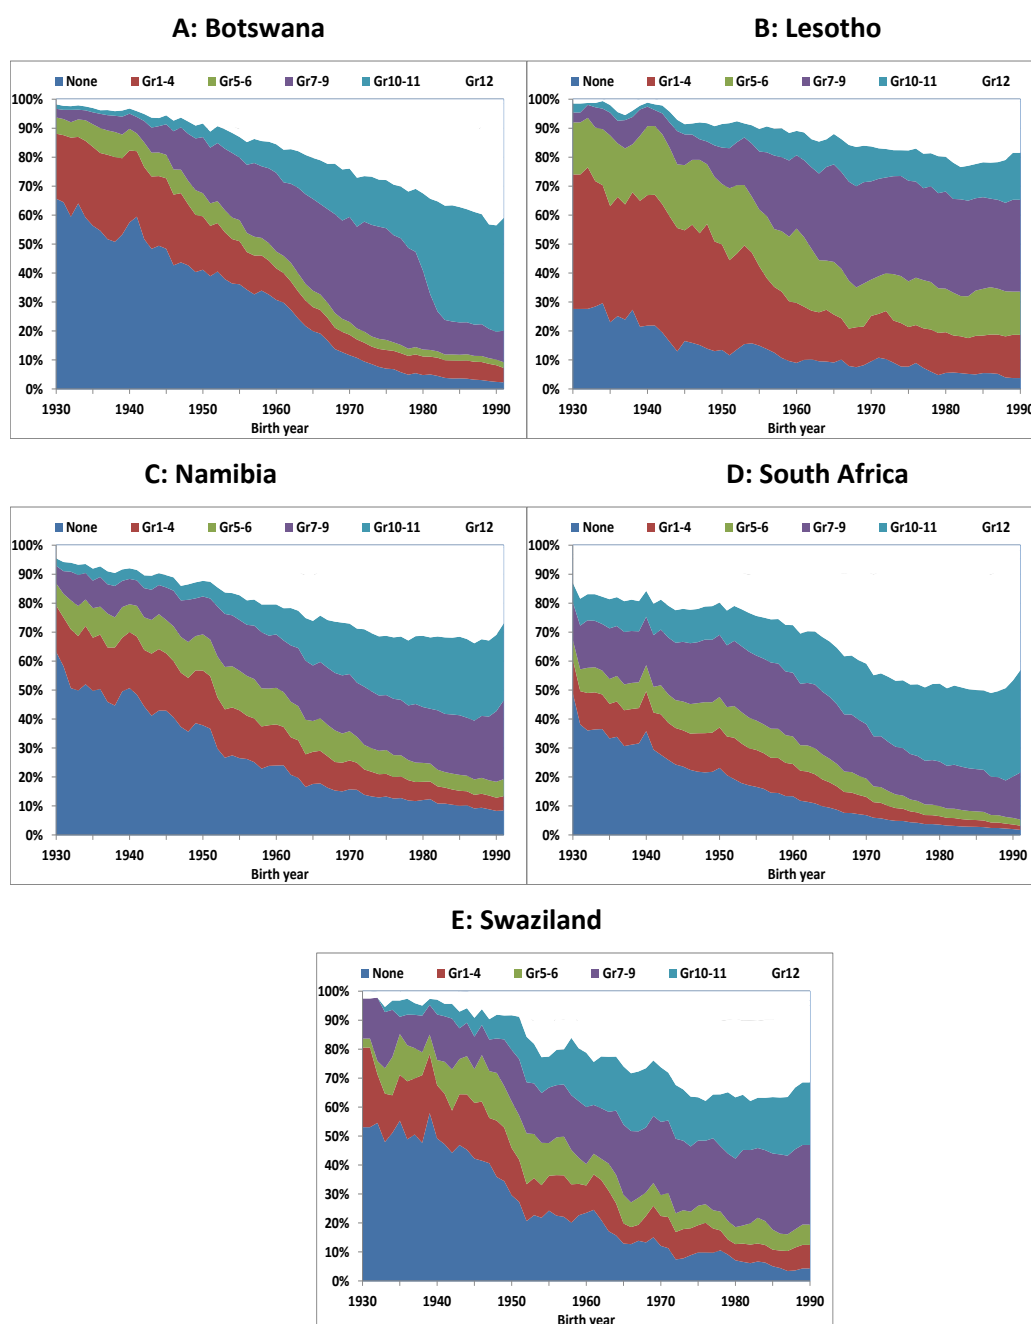 A: Botswana
None Gr1-4 Gr5-6 Gr7-9 Gr10-11 Gr12
100%
90%
80%
70%
60%
50%
40%
30%
20%
10%
0%
1930 1940 1950 1960 1970 1980 1990
Birth year
B: Lesotho
None Gr1-4 Gr5-6 Gr7-9 Gr10-11 Gr12
100%
90%
80%
70%
60%
50%
40%
30%
20%
10%
0%
1930 1940 1950 1960 1970 1980 1990
Birth year
C: Namibia
None Gr1-4 Gr5-6 Gr7-9 Gr10-11 Gr12
100%
90%
80%
70%
60%
50%
40%
30%
20%
10%
0%
1930 1940 1950 1960 1970 1980 1990
Birth year
D: South Africa
None Gr1-4 Gr5-6 Gr7-9 Gr10-11 Gr12
100%
90%
80%
70%
60%
50%
40%
30%
20%
10%
0%
1930 1940 1950 1960 1970 1980 1990
Birth year
E: Swaziland
None Gr1-4 Gr5-6 Gr7-9 Gr10-11 Gr12
100%
90%
80%
70%
60%
50%
40%
30%
20%
10%
0%
1930 1940 1950 1960 1970 1980 1990
Birth year